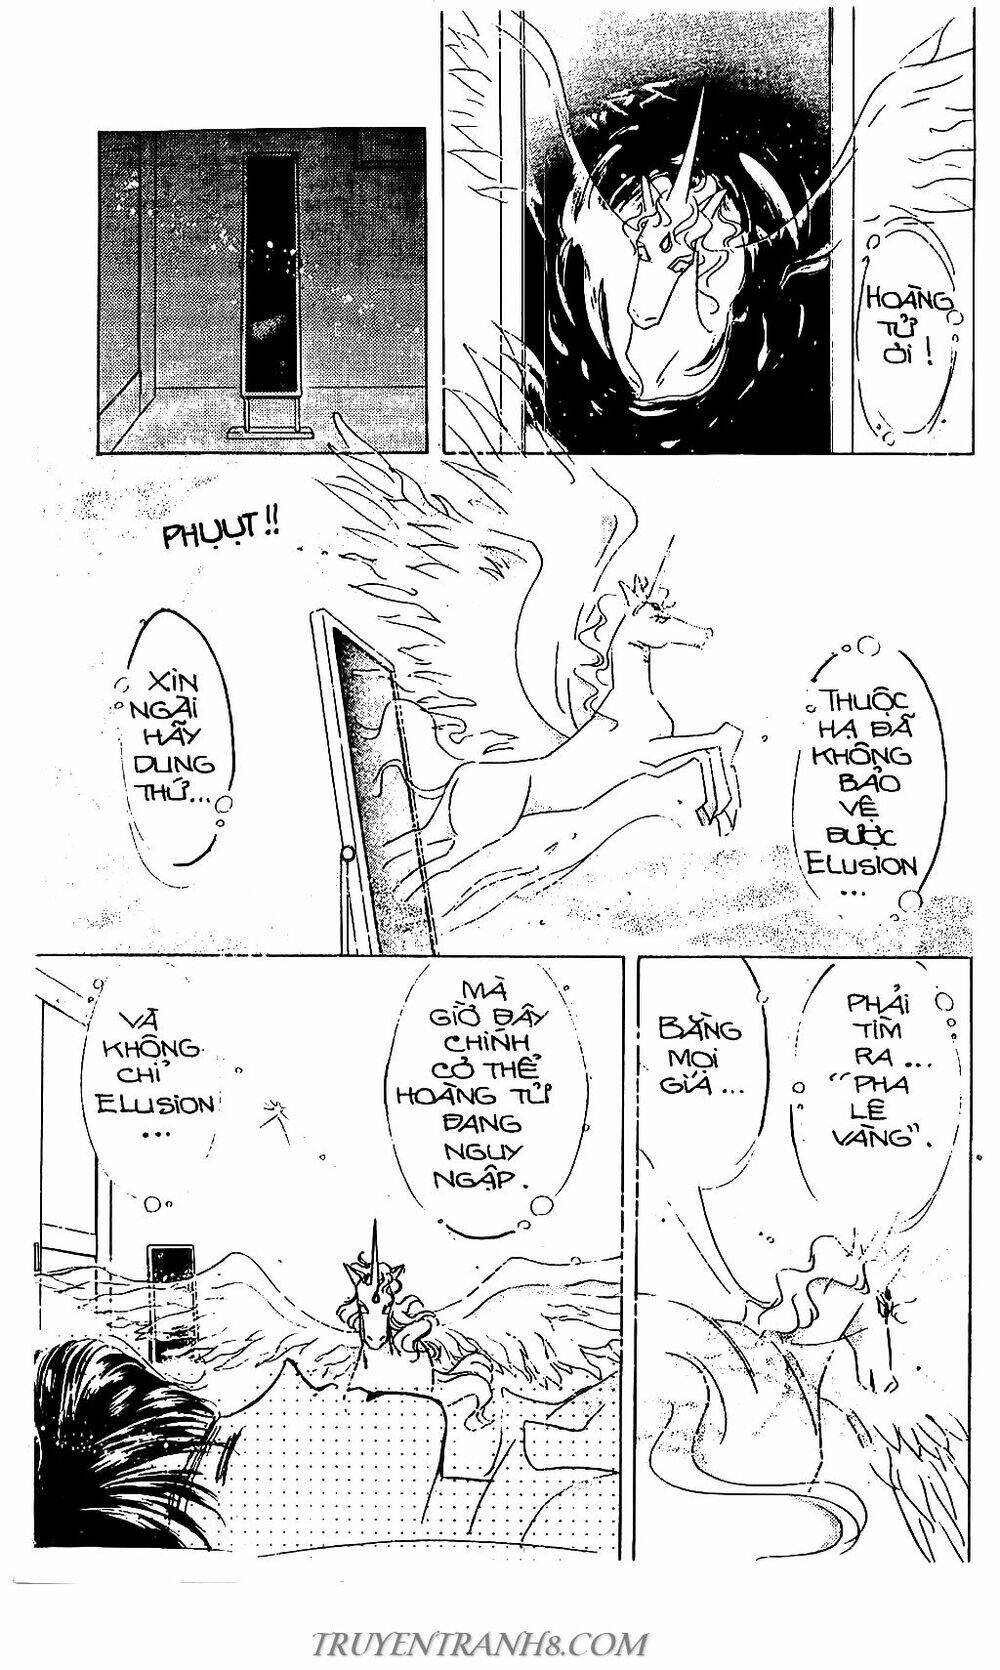 HOÀNG
TỬ
ƠI!
PHỤỤT!!
THUỘC
HẠ ĐÃ
KHÔNG
BẢO
VỆ
ĐƯỢC
ELUSION
...
XIN
NGÀI
HÃY
DUNG
THỨ...
PHẢI
TÌM
RA...
"PHA
LÊ
VÀNG".
BẰNG
MỌI
GIÁ...
MÀ
GIỜ ĐÂY
CHÍNH
CƠ THỂ
HOÀNG TỬ
ĐANG
NGUY
NGẬP.
VÀ
KHÔNG
CHỈ
ELUSION
...
TRUYENTRANH8.COM